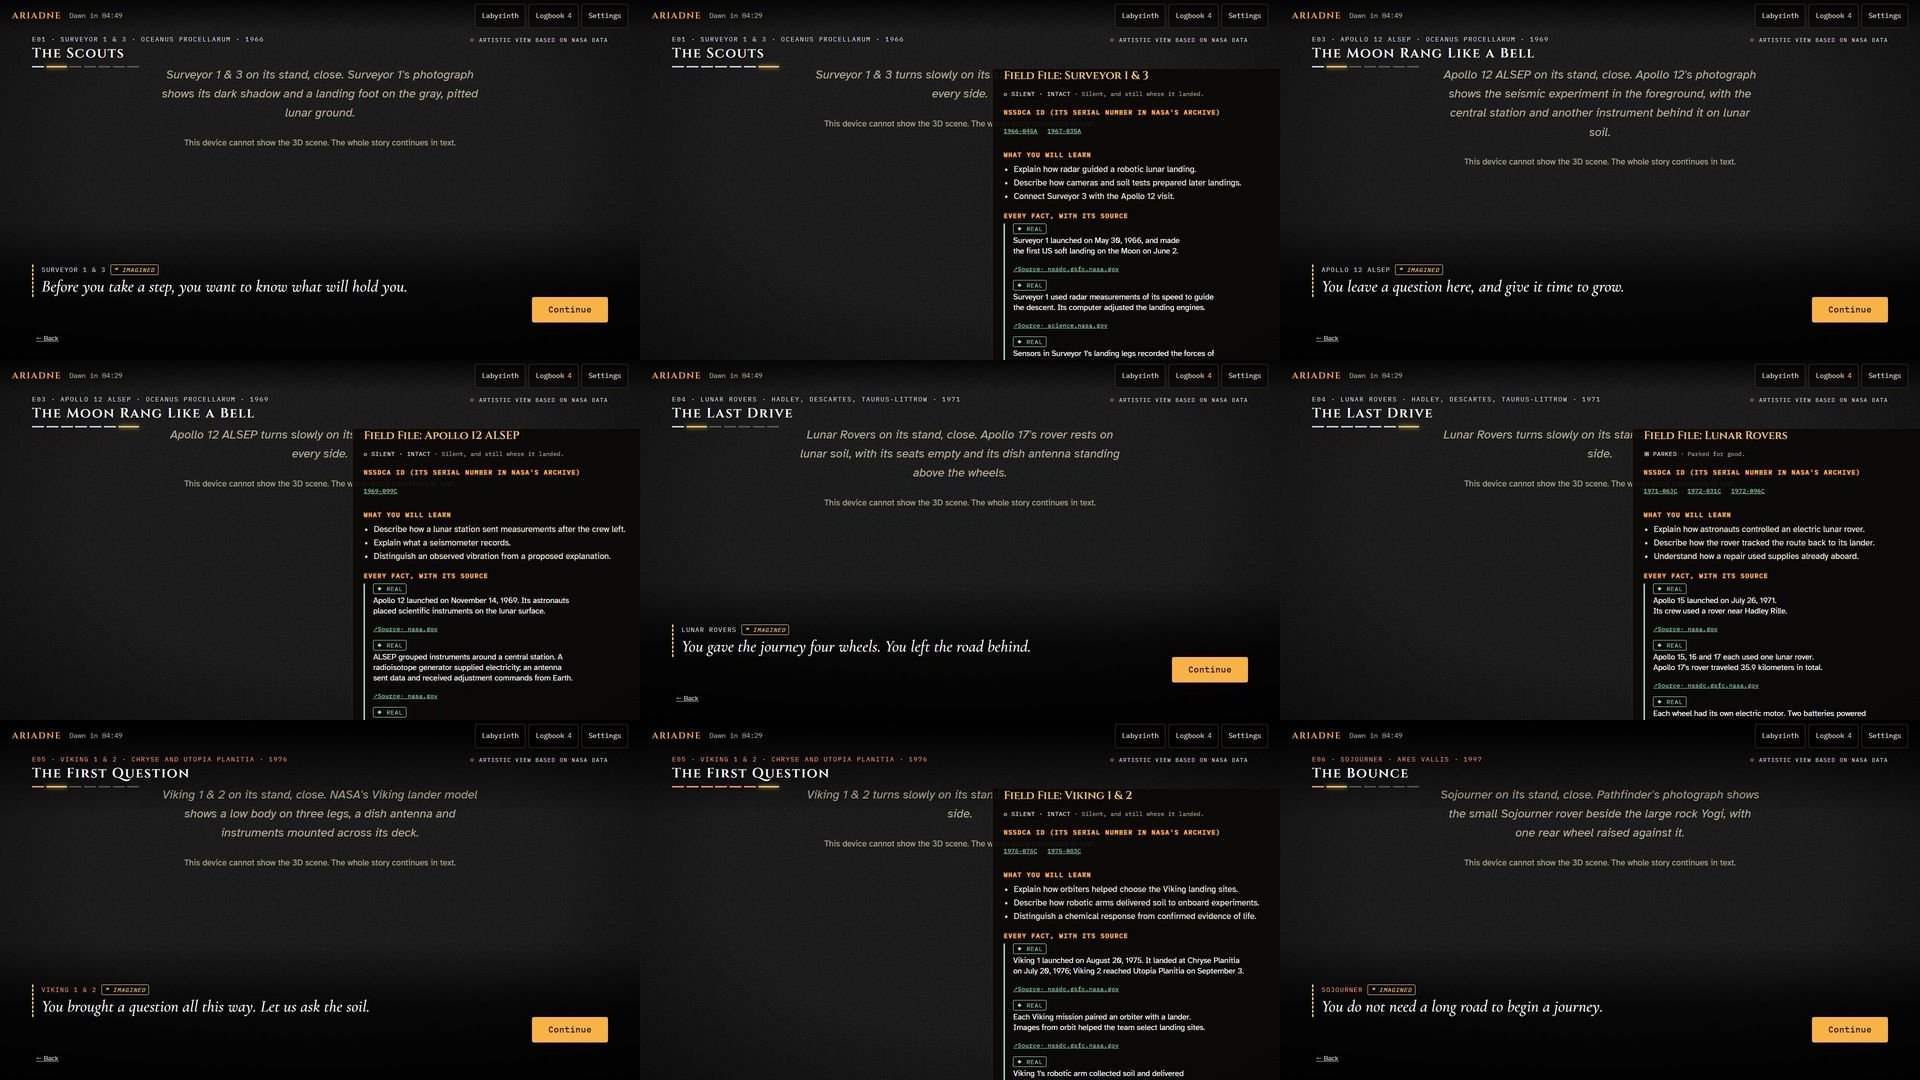 ARIADNE Dawn in 04:49 Labyrinth Logbook 4 Settings
E01 · SURVEYOR 1 & 3 · OCEANUS PROCELLARUM · 1966 ARTISTIC VIEW BASED ON NASA DATA
THE SCOUTS
Surveyor 1 & 3 on its stand, close. Surveyor 1's photograph
shows its dark shadow and a landing foot on the gray, pitted
lunar ground.
This device cannot show the 3D scene. The whole story continues in text.
SURVEYOR 1 & 3 IMAGINED
Before you take a step, you want to know what will hold you.
Continue
← Back
ARIADNE Dawn in 04:29 Labyrinth Logbook 4 Settings
E01 · SURVEYOR 1 & 3 · OCEANUS PROCELLARUM · 1966 ARTISTIC VIEW BASED ON NASA DATA
THE SCOUTS
Surveyor 1 & 3 turns slowly on its
every side.
This device cannot show the 3D scene. The w
FIELD FILE: SURVEYOR 1 & 3
SILENT · INTACT · Silent, and still where it landed.
NSSDCA ID (ITS SERIAL NUMBER IN NASA'S ARCHIVE)
1966-045A 1967-035A
WHAT YOU WILL LEARN
• Explain how radar guided a robotic lunar landing.
• Describe how cameras and soil tests prepared later landings.
• Connect Surveyor 3 with the Apollo 12 visit.
EVERY FACT, WITH ITS SOURCE
◆ REAL
Surveyor 1 launched on May 30, 1966, and made
the first US soft landing on the Moon on June 2.
↗Source· nssdc.gsfc.nasa.gov
◆ REAL
Surveyor 1 used radar measurements of its speed to guide
the descent. Its computer adjusted the landing engines.
↗Source· science.nasa.gov
◆ REAL
Sensors in Surveyor 1's landing legs recorded the forces of
ARIADNE Dawn in 04:49 Labyrinth Logbook 4 Settings
E03 · APOLLO 12 ALSEP · OCEANUS PROCELLARUM · 1969 ARTISTIC VIEW BASED ON NASA DATA
THE MOON RANG LIKE A BELL
Apollo 12 ALSEP on its stand, close. Apollo 12's photograph
shows the seismic experiment in the foreground, with the
central station and another instrument behind it on lunar
soil.
This device cannot show the 3D scene. The whole story continues in text.
APOLLO 12 ALSEP IMAGINED
You leave a question here, and give it time to grow.
Continue
← Back
ARIADNE Dawn in 04:29 Labyrinth Logbook 4 Settings
E03 · APOLLO 12 ALSEP · OCEANUS PROCELLARUM · 1969 ARTISTIC VIEW BASED ON NASA DATA
THE MOON RANG LIKE A BELL
Apollo 12 ALSEP turns slowly on its
every side.
This device cannot show the 3D scene. The w
FIELD FILE: APOLLO 12 ALSEP
SILENT · INTACT · Silent, and still where it landed.
NSSDCA ID (ITS SERIAL NUMBER IN NASA'S ARCHIVE)
1969-099C
WHAT YOU WILL LEARN
• Describe how a lunar station sent measurements after the crew left.
• Explain what a seismometer records.
• Distinguish an observed vibration from a proposed explanation.
EVERY FACT, WITH ITS SOURCE
◆ REAL
Apollo 12 launched on November 14, 1969. Its astronauts
placed scientific instruments on the lunar surface.
↗Source· nasa.gov
◆ REAL
ALSEP grouped instruments around a central station. A
radioisotope generator supplied electricity; an antenna
sent data and received adjustment commands from Earth.
↗Source· nasa.gov
◆ REAL
ARIADNE Dawn in 04:49 Labyrinth Logbook 4 Settings
E04 · LUNAR ROVERS · HADLEY, DESCARTES, TAURUS-LITTROW · 1971 ARTISTIC VIEW BASED ON NASA DATA
THE LAST DRIVE
Lunar Rovers on its stand, close. Apollo 17's rover rests on
lunar soil, with its seats empty and its dish antenna standing
above the wheels.
This device cannot show the 3D scene. The whole story continues in text.
LUNAR ROVERS IMAGINED
You gave the journey four wheels. You left the road behind.
Continue
← Back
ARIADNE Dawn in 04:29 Labyrinth Logbook 4 Settings
E04 · LUNAR ROVERS · HADLEY, DESCARTES, TAURUS-LITTROW · 1971 ARTISTIC VIEW BASED ON NASA DATA
THE LAST DRIVE
Lunar Rovers turns slowly on its stan
side.
This device cannot show the 3D scene. The w
FIELD FILE: LUNAR ROVERS
PARKED · Parked for good.
NSSDCA ID (ITS SERIAL NUMBER IN NASA'S ARCHIVE)
1971-063C 1972-031C 1972-096C
WHAT YOU WILL LEARN
• Explain how astronauts controlled an electric lunar rover.
• Describe how the rover tracked the route back to its lander.
• Understand how a repair used supplies already aboard.
EVERY FACT, WITH ITS SOURCE
◆ REAL
Apollo 15 launched on July 26, 1971.
Its crew used a rover near Hadley Rille.
↗Source· nasa.gov
◆ REAL
Apollo 15, 16 and 17 each used one lunar rover.
Apollo 17's rover traveled 35.9 kilometers in total.
↗Source· nssdc.gsfc.nasa.gov
◆ REAL
Each wheel had its own electric motor. Two batteries powered
ARIADNE Dawn in 04:49 Labyrinth Logbook 4 Settings
E05 · VIKING 1 & 2 · CHRYSE AND UTOPIA PLANITIA · 1976 ARTISTIC VIEW BASED ON NASA DATA
THE FIRST QUESTION
Viking 1 & 2 on its stand, close. NASA's Viking lander model
shows a low body on three legs, a dish antenna and
instruments mounted across its deck.
This device cannot show the 3D scene. The whole story continues in text.
VIKING 1 & 2 IMAGINED
You brought a question all this way. Let us ask the soil.
Continue
← Back
ARIADNE Dawn in 04:29 Labyrinth Logbook 4 Settings
E05 · VIKING 1 & 2 · CHRYSE AND UTOPIA PLANITIA · 1976 ARTISTIC VIEW BASED ON NASA DATA
THE FIRST QUESTION
Viking 1 & 2 turns slowly on its stan
side.
This device cannot show the 3D scene. The w
FIELD FILE: VIKING 1 & 2
SILENT · INTACT · Silent, and still where it landed.
NSSDCA ID (ITS SERIAL NUMBER IN NASA'S ARCHIVE)
1975-075C 1975-083C
WHAT YOU WILL LEARN
• Explain how orbiters helped choose the Viking landing sites.
• Describe how robotic arms delivered soil to onboard experiments.
• Distinguish a chemical response from confirmed evidence of life.
EVERY FACT, WITH ITS SOURCE
◆ REAL
Viking 1 launched on August 20, 1975. It landed at Chryse Planitia
on July 20, 1976; Viking 2 reached Utopia Planitia on September 3.
↗Source· nssdc.gsfc.nasa.gov
◆ REAL
Each Viking mission paired an orbiter with a lander.
Images from orbit helped the team select landing sites.
↗Source· nssdc.gsfc.nasa.gov
◆ REAL
Viking 1's robotic arm collected soil and delivered
ARIADNE Dawn in 04:49 Labyrinth Logbook 4 Settings
E06 · SOJOURNER · ARES VALLIS · 1997 ARTISTIC VIEW BASED ON NASA DATA
THE BOUNCE
Sojourner on its stand, close. Pathfinder's photograph shows
the small Sojourner rover beside the large rock Yogi, with
one rear wheel raised against it.
This device cannot show the 3D scene. The whole story continues in text.
SOJOURNER IMAGINED
You do not need a long road to begin a journey.
Continue
← Back